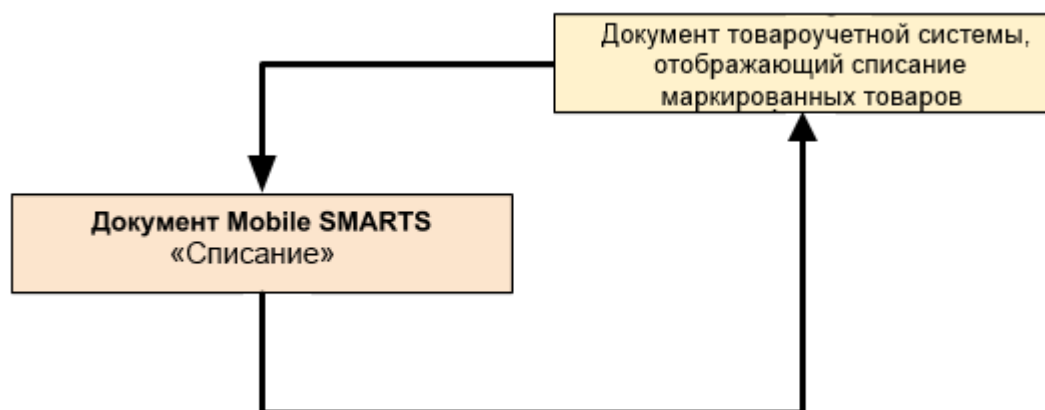 Документ товароучетной системы,
отображающий списание
маркированных товаров
Документ Mobile SMARTS
«Списание»